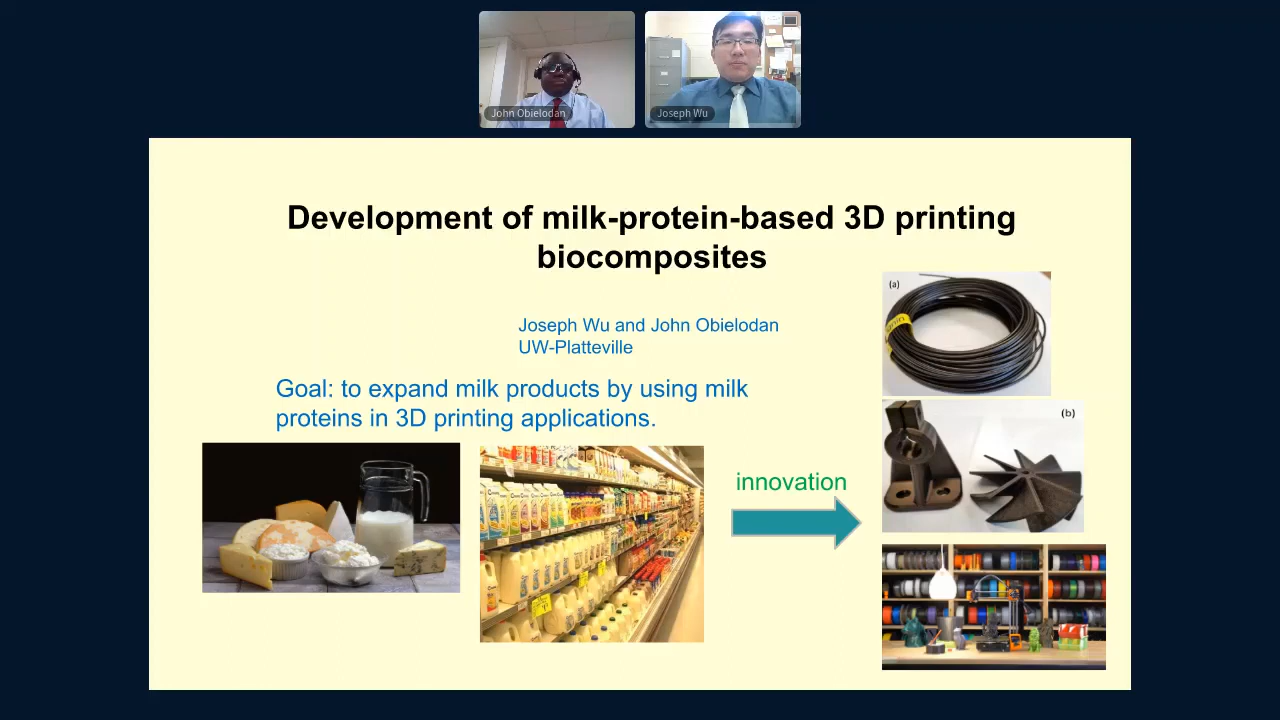 John Obielodan
Joseph Wu
Development of milk-protein-based 3D printing
biocomposites
Joseph Wu and John Obielodan
UW-Platteville
Goal: to expand milk products by using milk
proteins in 3D printing applications.
innovation
(a)
(b)